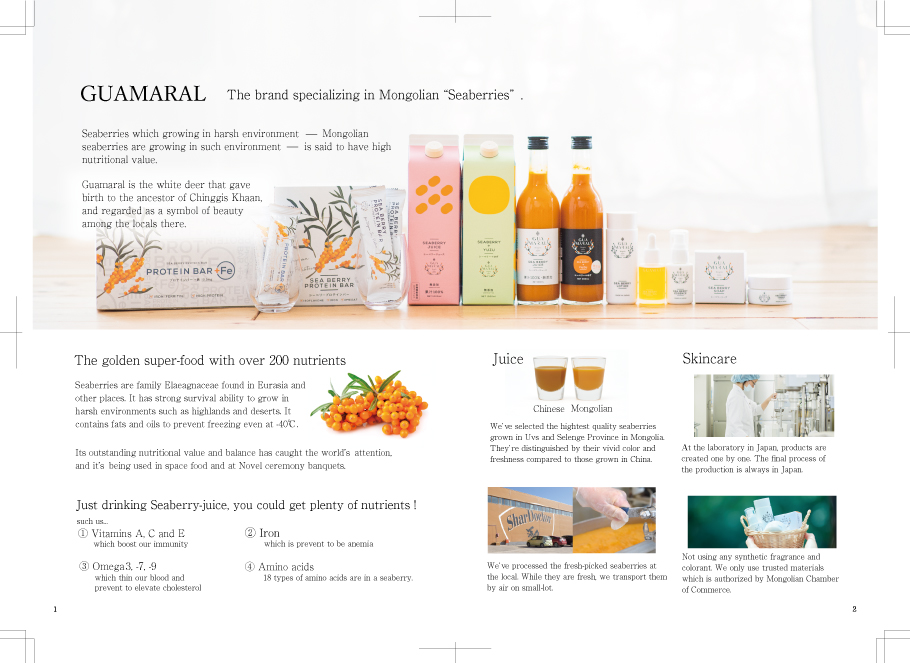 GUAMARAL The brand specializing in Mongolian “Seaberries” .
Seaberries which growing in harsh environment — Mongolian
seaberries are growing in such environment — is said to have high
nutritional value.
Guamaral is the white deer that gave
birth to the ancestor of Chinggis Khaan,
and regarded as a symbol of beauty
among the locals there.
PROTEIN BAR +Fe
SEA BERRY
PROTEIN BAR
SEA BERRY
PROTEIN BAR
SEABERRY
JUICE
YUZU
GUA
MARAL
GUA
MARAL
The golden super-food with over 200 nutrients
Seaberries are family Elaeagnaceae found in Eurasia and
other places. It has strong survival ability to grow in
harsh environments such as highlands and deserts. It
contains fats and oils to prevent freezing even at -40℃.
Its outstanding nutritional value and balance has caught the world’s attention,
and it’s being used in space food and at Novel ceremony banquets.
Just drinking Seaberry-juice, you could get plenty of nutrients !
such us...
① Vitamins A, C and E
which boost our immunity
② Iron
which is prevent to be anemia
③ Omega3, -7, -9
which thin our blood and
prevent to elevate cholesterol
④ Amino acids
18 types of amino acids are in a seaberry.
1
Juice
Chinese Mongolian
We’ve selected the hightest quality seaberries
grown in Uvs and Selenge Province in Mongolia.
They’re distinguished by their vivid color and
freshness compared to those grown in China.
SharDoctor
We’ve processed the fresh-picked seaberries at
the local. While they are fresh, we transport them
by air on small-lot.
Skincare
At the laboratory in Japan, products are
created one by one. The final process of
the production is always in Japan.
Not using any synthetic fragrance and
colorant. We only use trusted materials
which is authorized by Mongolian Chamber
of Commerce.
2